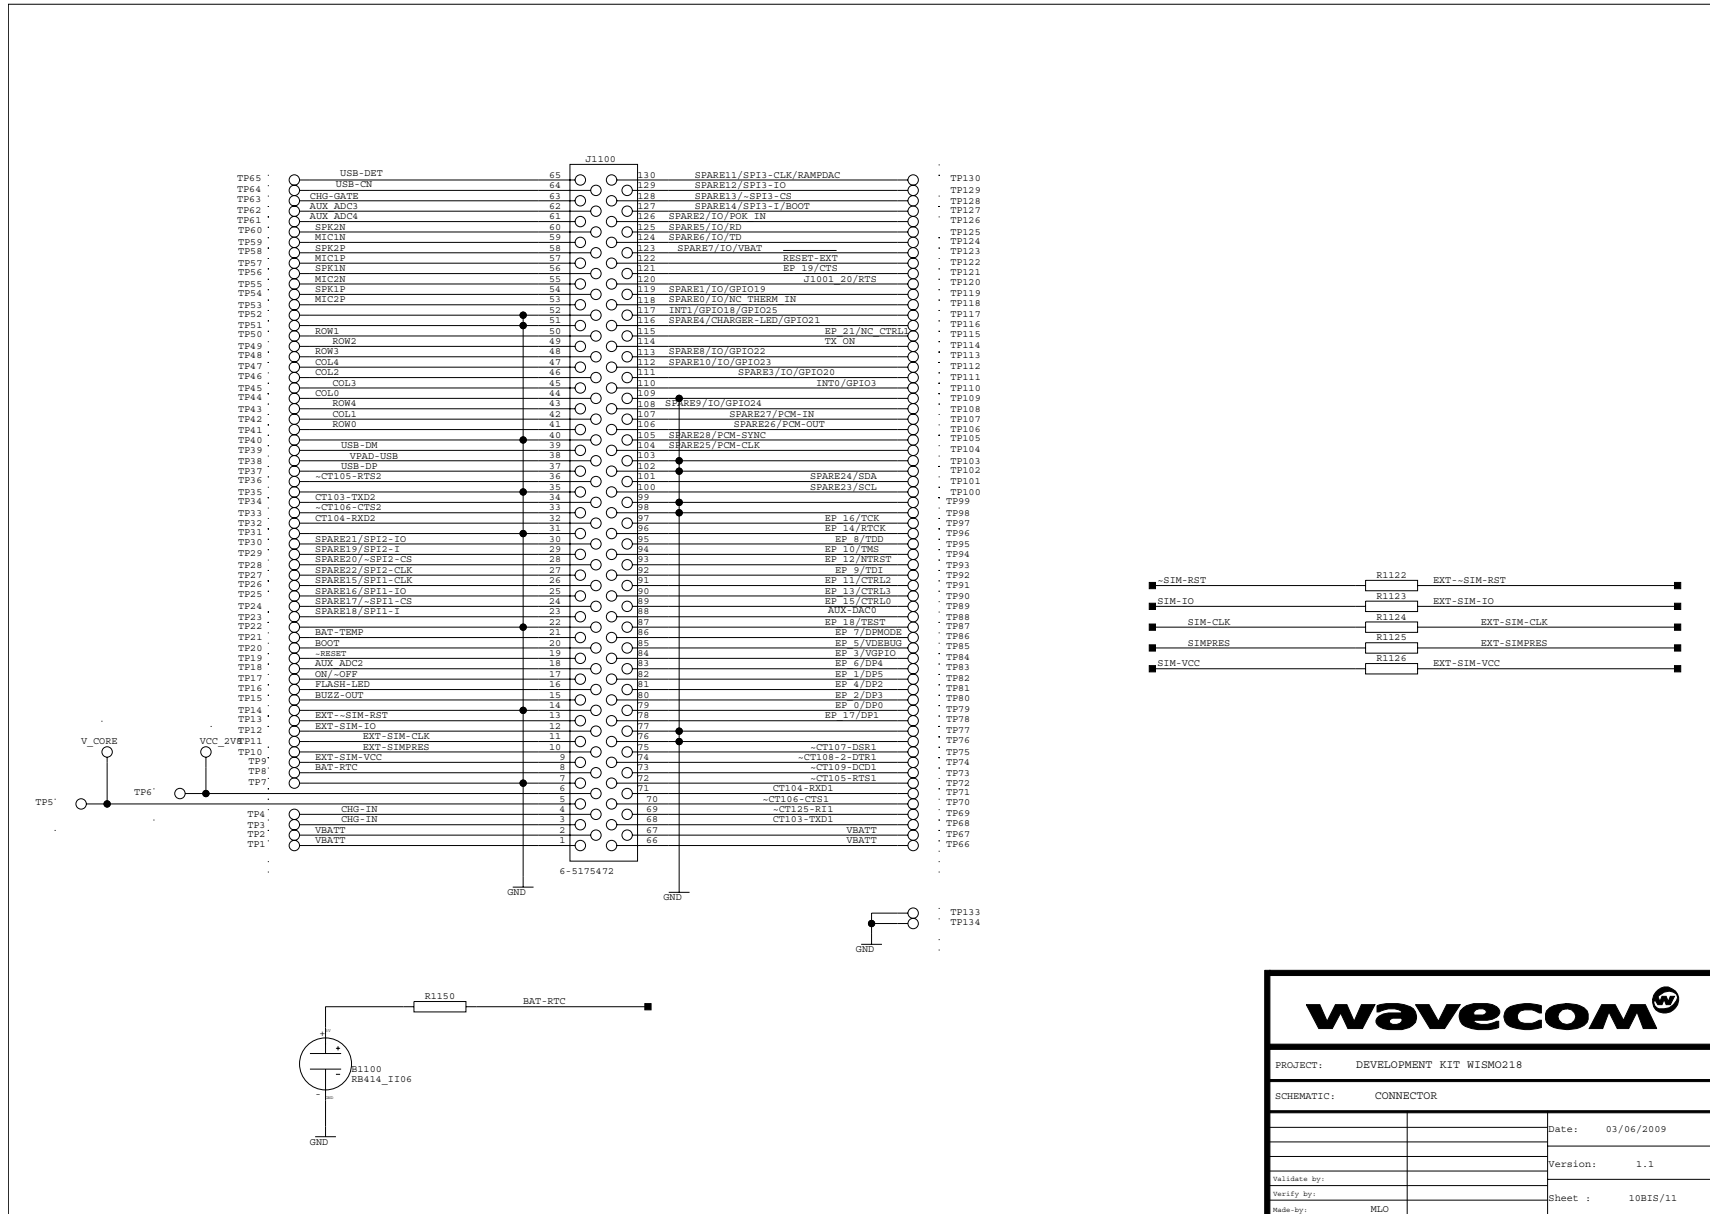 J1100
TP65 USB-DET 65 130 SPARE11/SPI3-CLK/RAMPDAC TP130
TP64 USB-CN 64 129 SPARE12/SPI3-IO TP129
TP63 CHG-GATE 63 128 SPARE13/~SPI3-CS TP128
TP62 AUX ADC3 62 127 SPARE14/SPI3-I/BOOT TP127
TP61 AUX ADC4 61 126 SPARE2/IO/POK IN TP126
TP60 SPK2N 60 125 SPARE5/IO/RD TP125
TP59 MIC1N 59 124 SPARE6/IO/TD TP124
TP58 SPK2P 58 123 SPARE7/IO/VBAT TP123
TP57 MIC1P 57 122 RESET-EXT TP122
TP56 SPK1N 56 121 EP 19/CTS TP121
TP55 MIC2N 55 120 J1001 20/RTS TP120
TP54 SPK1P 54 119 SPARE1/IO/GPIO19 TP119
TP53 MIC2P 53 118 SPARE0/IO/NC THERM IN TP118
TP52 52 117 INT1/GPIO18/GPIO25 TP117
TP51 51 116 SPARE4/CHARGER-LED/GPIO21 TP116
TP50 ROW1 50 115 EP 21/NC CTRL1 TP115
TP49 ROW2 49 114 TX ON TP114
TP48 ROW3 48 113 SPARE8/IO/GPIO22 TP113
TP47 COL4 47 112 SPARE10/IO/GPIO23 TP112
TP46 COL2 46 111 SPARE3/IO/GPIO20 TP111
TP45 COL3 45 110 INT0/GPIO3 TP110
TP44 COL0 44 109 TP109
TP43 ROW4 43 108 SPARE9/IO/GPIO24 TP108
TP42 COL1 42 107 SPARE27/PCM-IN TP107
TP41 ROW0 41 106 SPARE26/PCM-OUT TP106
TP40 40 105 SPARE28/PCM-SYNC TP105
TP39 USB-DM 39 104 SPARE25/PCM-CLK TP104
TP38 VPAD-USB 38 103 TP103
TP37 USB-DP 37 102 TP102
TP36 ~CT105-RTS2 36 101 SPARE24/SDA TP101
TP35 35 100 SPARE23/SCL TP100
TP34 CT103-TXD2 34 99 TP99
TP33 ~CT106-CTS2 33 98 TP98
TP32 CT104-RXD2 32 97 EP 16/TCK TP97
TP31 31 96 EP 14/RTCK TP96
TP30 SPARE21/SPI2-IO 30 95 EP 8/TDD TP95
TP29 SPARE19/SPI2-I 29 94 EP 10/TMS TP94
TP28 SPARE20/~SPI2-CS 28 93 EP 12/NTRST TP93
TP27 SPARE22/SPI2-CLK 27 92 EP 9/TDI TP92
TP26 SPARE15/SPI1-CLK 26 91 EP 11/CTRL2 TP91
TP25 SPARE16/SPI1-IO 25 90 EP 13/CTRL3 TP90
TP24 SPARE17/~SPI1-CS 24 89 EP 15/CTRL0 TP89
TP23 SPARE18/SPI1-I 23 88 AUX-DAC0 TP88
TP22 22 87 EP 18/TEST TP87
TP21 BAT-TEMP 21 86 EP 7/DPMODE TP86
TP20 BOOT 20 85 EP 5/VDEBUG TP85
TP19 ~RESET 19 84 EP 3/VGPIO TP84
TP18 AUX ADC2 18 83 EP 6/DP4 TP83
TP17 ON/~OFF 17 82 EP 1/DP5 TP82
TP16 FLASH-LED 16 81 EP 4/DP2 TP81
TP15 BUZZ-OUT 15 80 EP 2/DP3 TP80
TP14 14 79 EP 0/DP0 TP79
TP13 EXT-~SIM-RST 13 78 EP 17/DP1 TP78
TP12 EXT-SIM-IO 12 77 TP77
V_CORE VCC_2V8 TP11 EXT-SIM-CLK 11 76 TP76
TP10 EXT-SIMPRES 10 75 ~CT107-DSR1 TP75
TP9 EXT-SIM-VCC 9 74 ~CT108-2-DTR1 TP74
TP8 BAT-RTC 8 73 ~CT109-DCD1 TP73
TP7 7 72 ~CT105-RTS1 TP72
TP6 6 71 CT104-RXD1 TP71
TP5 5 70 ~CT106-CTS1 TP70
TP4 CHG-IN 4 69 ~CT125-RI1 TP69
TP3 CHG-IN 3 68 CT103-TXD1 TP68
TP2 VBATT 2 67 VBATT TP67
TP1 VBATT 1 66 VBATT TP66
6-5175472
GND GND
TP133
TP134
GND
~SIM-RST R1122 EXT-~SIM-RST
SIM-IO R1123 EXT-SIM-IO
SIM-CLK R1124 EXT-SIM-CLK
SIMPRES R1125 EXT-SIMPRES
SIM-VCC R1126 EXT-SIM-VCC
R1150 BAT-RTC
+
+
-
-
B1100
RB414_II06
GND
wavecom w
PROJECT: DEVELOPMENT KIT WISMO218
SCHEMATIC: CONNECTOR
Date: 03/06/2009
Version: 1.1
Validate by:
Verify by:
Sheet : 10BIS/11
Made-by: MLO